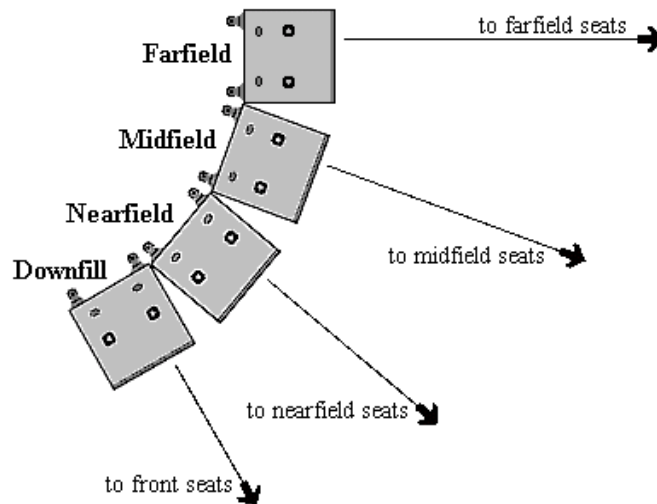 to farfield seats
Farfield
Midfield
Nearfield
to midfield seats
Downfill
to nearfield seats
to front seats